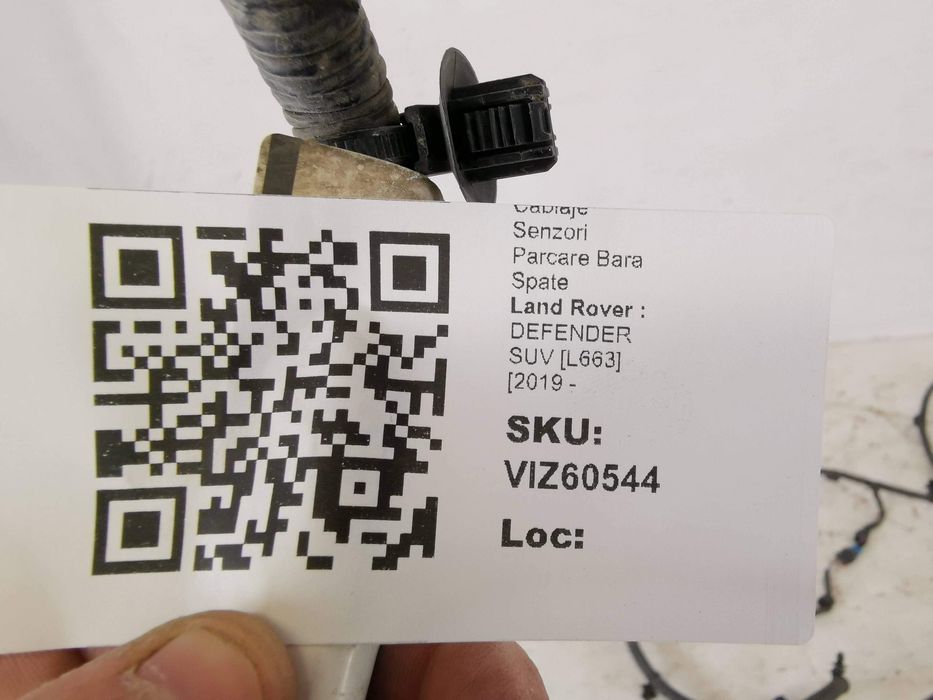 Cablaje
Senzori
Parcare Bara
Spate
Land Rover :
DEFENDER
SUV [L663]
[2019 -
SKU:
VIZ60544
Loc: